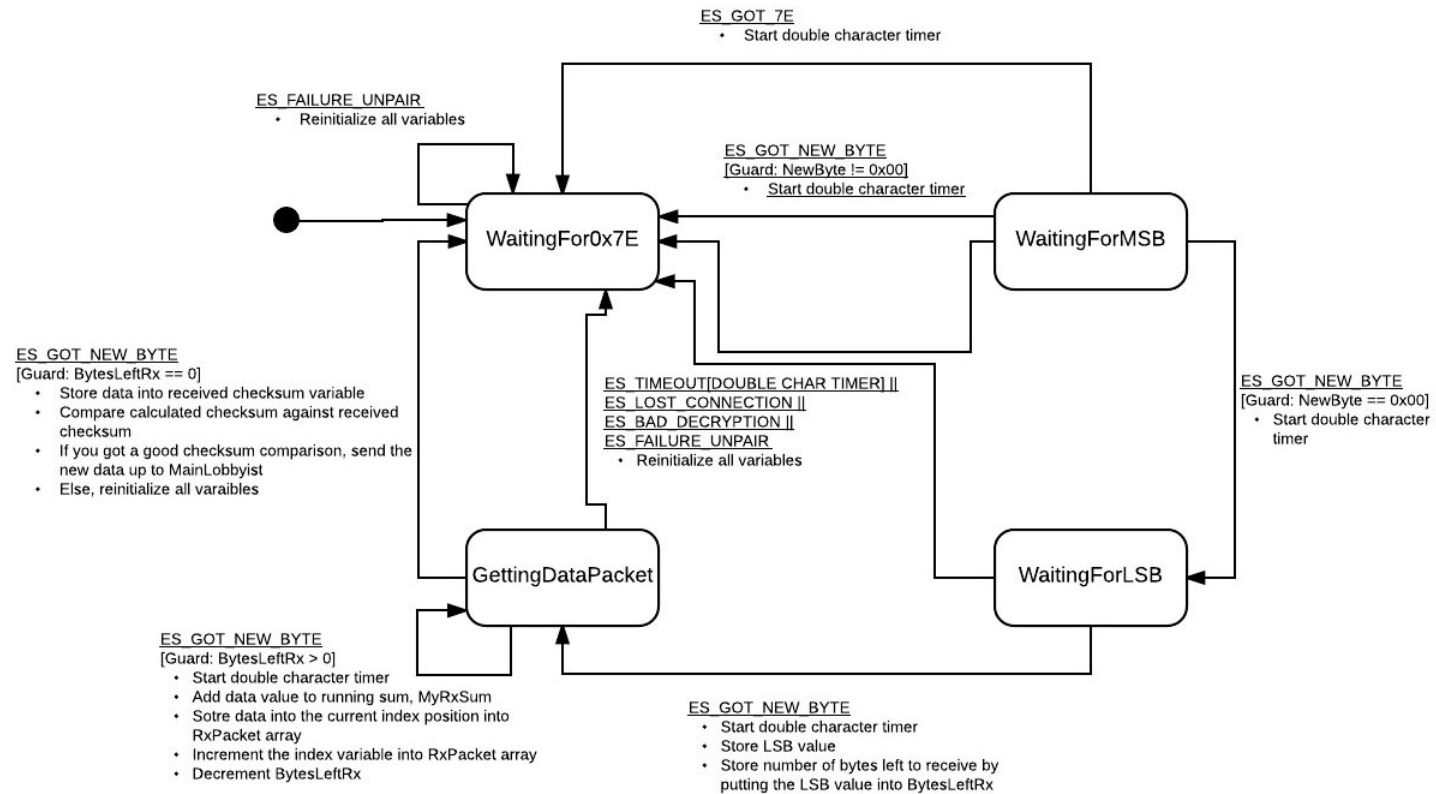 ES_GOT_7E
• Start double character timer
ES_FAILURE_UNPAIR
• Reinitialize all variables
ES_GOT_NEW_BYTE
[Guard: NewByte != 0x00]
• Start double character timer
WaitingFor0x7E
WaitingForMSB
ES_GOT_NEW_BYTE
[Guard: BytesLeftRx == 0]
• Store data into received checksum variable
• Compare calculated checksum against received
checksum
• If you got a good checksum comparison, send the
new data up to MainLobbyist
• Else, reinitialize all varaibles
ES_TIMEOUT[DOUBLE CHAR TIMER] ||
ES_LOST_CONNECTION ||
ES_BAD_DECRYPTION ||
ES_FAILURE_UNPAIR
• Reinitialize all variables
ES_GOT_NEW_BYTE
[Guard: NewByte == 0x00]
• Start double character
timer
GettingDataPacket
WaitingForLSB
ES_GOT_NEW_BYTE
[Guard: BytesLeftRx > 0]
• Start double character timer
• Add data value to running sum, MyRxSum
• Sotre data into the current index position into
RxPacket array
• Increment the index variable into RxPacket array
• Decrement BytesLeftRx
ES_GOT_NEW_BYTE
• Start double character timer
• Store LSB value
• Store number of bytes left to receive by
putting the LSB value into BytesLeftRx